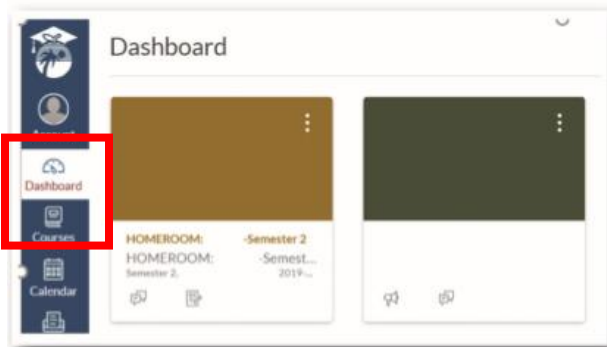 Dashboard
Account
Dashboard
Courses
Calendar
HOMEROOM: -Semester 2
HOMEROOM: -Semest...
Semester 2, 2019-...